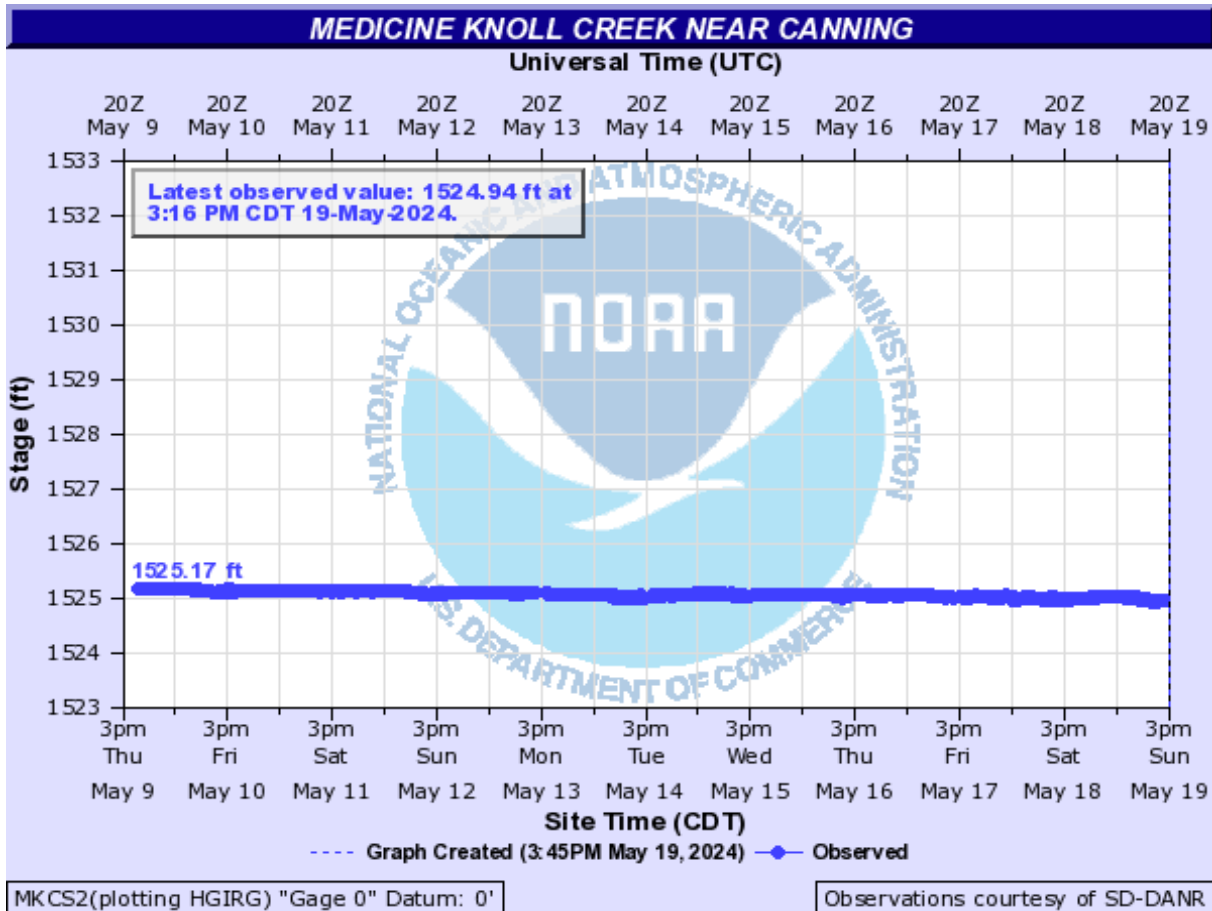 MEDICINE KNOLL CREEK NEAR CANNING
Universal Time (UTC)
20Z 20Z 20Z 20Z 20Z 20Z 20Z 20Z 20Z 20Z 20Z
May 9 May 10 May 11 May 12 May 13 May 14 May 15 May 16 May 17 May 18 May 19
Latest observed value: 1524.94 ft at
3:16 PM CDT 19-May-2024.
NATIONAL OCEANIC AND ATMOSPHERIC ADMINISTRATION
NOAA
U.S. DEPARTMENT OF COMMERCE
Stage (ft)
1533
1532
1531
1530
1529
1528
1527
1526
1525
1524
1523
1525.17 ft
3pm 3pm 3pm 3pm 3pm 3pm 3pm 3pm 3pm 3pm 3pm
Thu Fri Sat Sun Mon Tue Wed Thu Fri Sat Sun
May 9 May 10 May 11 May 12 May 13 May 14 May 15 May 16 May 17 May 18 May 19
Site Time (CDT)
Graph Created (3:45PM May 19, 2024) Observed
MKCS2(plotting HGIRG) "Gage 0" Datum: 0'
Observations courtesy of SD-DANR